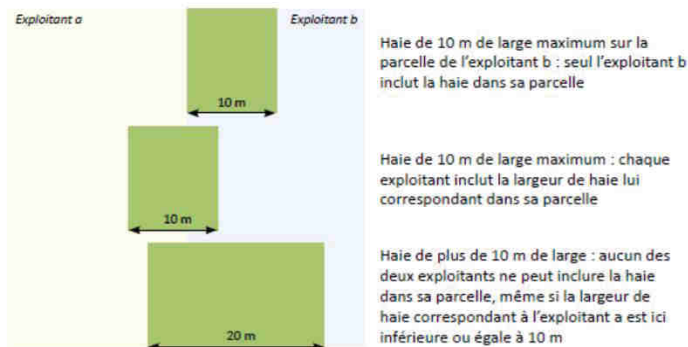 Exploitant a
Exploitant b
Haie de 10 m de large maximum sur la
parcelle de l'exploitant b : seul l'exploitant b
inclut la haie dans sa parcelle
10 m
Haie de 10 m de large maximum : chaque
exploitant inclut la largeur de haie lui
correspondant dans sa parcelle
10 m
Haie de plus de 10 m de large : aucun des
deux exploitants ne peut inclure la haie
dans sa parcelle, même si la largeur de
haie correspondant à l'exploitant a est ici
inférieure ou égale à 10 m
20 m